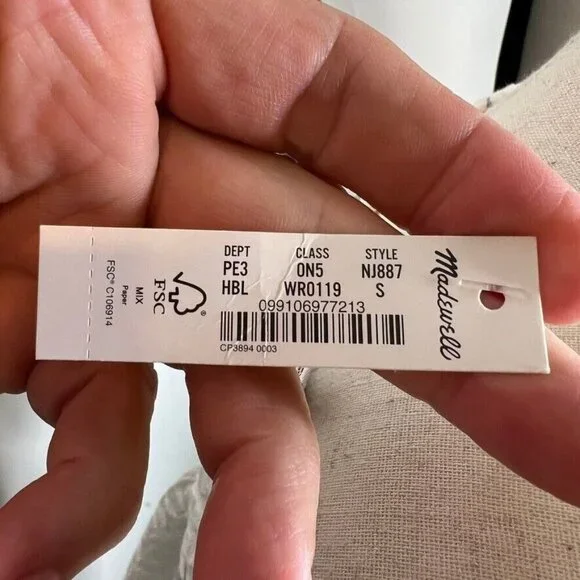 DEPT CLASS STYLE
PE3 ON5 NJ887
HBL WR0119 S
099106977213
CP3894 0003
Madewell
FSC®
MIX
Paper
FSC® C106914